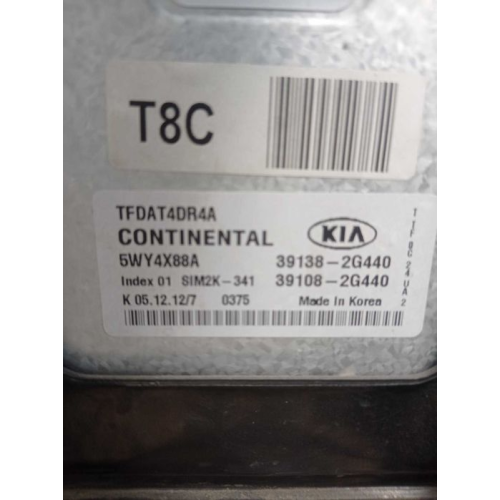 T8C
TFDAT4DR4A
CONTINENTAL KIA
5WY4X88A 39138-2G440
Index 01 SIM2K-341 39108-2G440
K 05.12.12/7 0375 Made in Korea